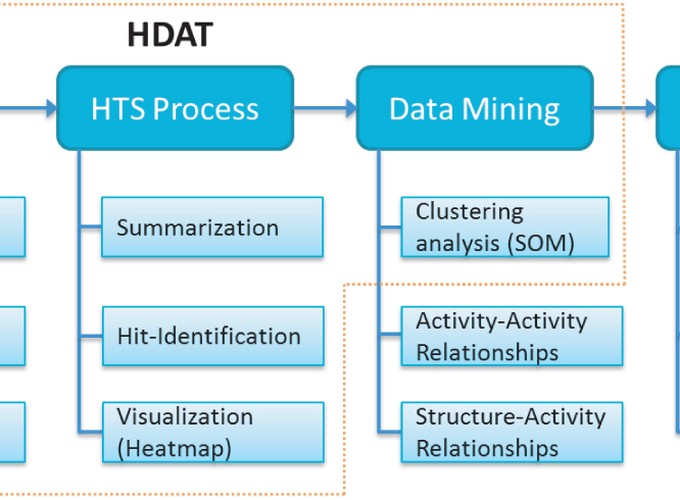 HDAT
HTS Process
Data Mining
Summarization
Clustering
analysis (SOM)
Hit-Identification
Activity-Activity
Relationships
Visualization
(Heatmap)
Structure-Activity
Relationships